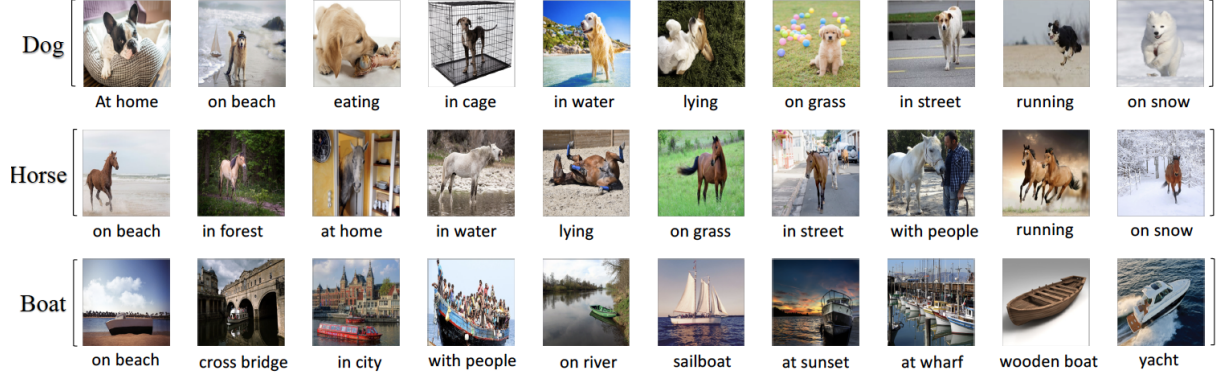 Dog
At home on beach eating in cage in water lying on grass in street running on snow
Horse
on beach in forest at home in water lying on grass in street with people running on snow
Boat
on beach cross bridge in city with people on river sailboat at sunset at wharf wooden boat yacht